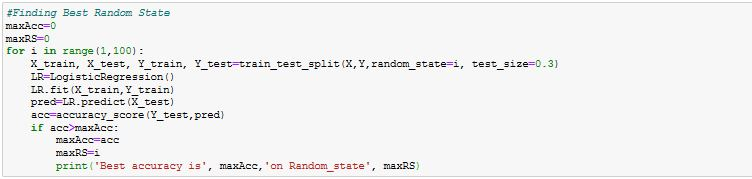 #Finding Best Random State
maxAcc=0
maxRS=0
for i in range(1,100):
    X_train, X_test, Y_train, Y_test=train_test_split(X,Y,random_state=i, test_size=0.3)
    LR=LogisticRegression()
    LR.fit(X_train,Y_train)
    pred=LR.predict(X_test)
    acc=accuracy_score(Y_test,pred)
    if acc>maxAcc:
        maxAcc=acc
        maxRS=i
        print('Best accuracy is', maxAcc,'on Random_state', maxRS)